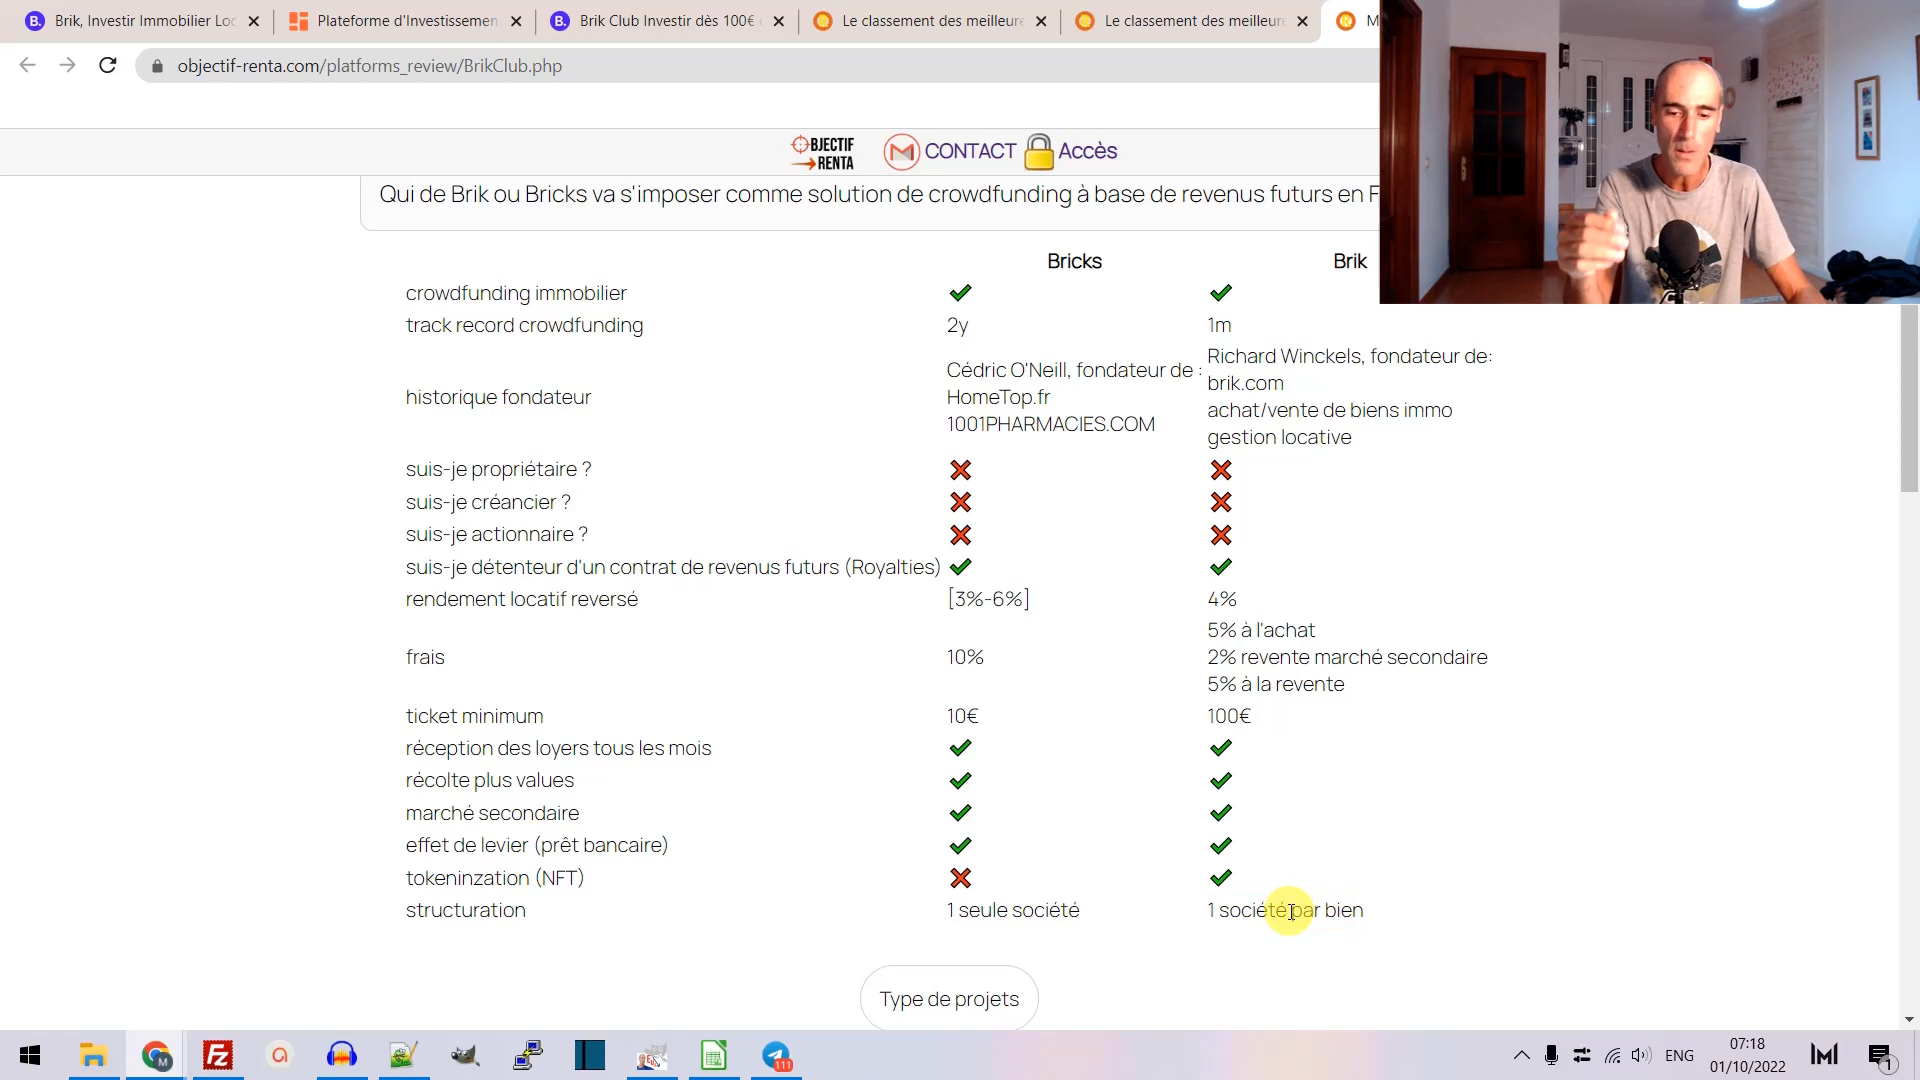 Brik, Investir Immobilier Loc
Plateforme d'Investissemen
Brik Club Investir dès 100€
Le classement des meilleure
Le classement des meilleure
M
objectif-renta.com/platforms_review/BrikClub.php
OBJECTIF
RENTA
CONTACT
Accès
Qui de Brik ou Bricks va s'imposer comme solution de crowdfunding à base de revenus futurs en F
Bricks Brik
crowdfunding immobilier
track record crowdfunding 2y 1m
historique fondateur
Cédric O'Neill, fondateur de :
HomeTop.fr
1001PHARMACIES.COM
Richard Winckels, fondateur de:
brik.com
achat/vente de biens immo
gestion locative
suis-je propriétaire ?
suis-je créancier ?
suis-je actionnaire ?
suis-je détenteur d'un contrat de revenus futurs (Royalties)
rendement locatif reversé [3%-6%] 4%
frais 10%
5% à l'achat
2% revente marché secondaire
5% à la revente
ticket minimum 10€ 100€
réception des loyers tous les mois
récolte plus values
marché secondaire
effet de levier (prêt bancaire)
tokeninzation (NFT)
structuration 1 seule société 1 société par bien
Type de projets
111
ENG
07:18
01/10/2022
1